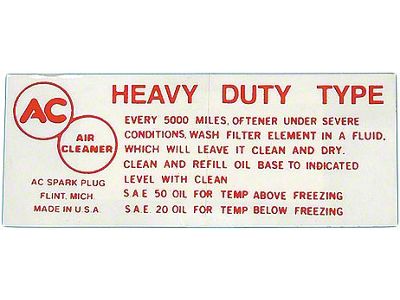 AC
AIR
CLEANER
AC SPARK PLUG
FLINT, MICH.
MADE IN U.S.A.
HEAVY DUTY TYPE
EVERY 5000 MILES, OFTENER UNDER SEVERE
CONDITIONS, WASH FILTER ELEMENT IN A FLUID.
WHICH WILL LEAVE IT CLEAN AND DRY.
CLEAN AND REFILL OIL BASE TO INDICATED
LEVEL WITH CLEAN
S.A.E. 50 OIL FOR TEMP ABOVE FREEZING
S.A.E. 20 OIL FOR TEMP BELOW FREEZING